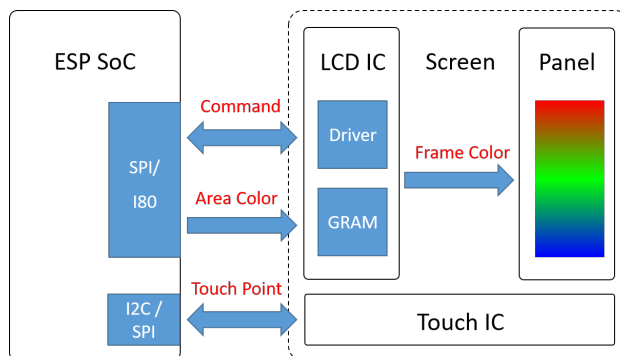 ESP SoC
LCD IC
Screen
Panel
Command
Driver
Frame Color
SPI/
I80
Area Color
GRAM
Touch Point
I2C /
SPI
Touch IC